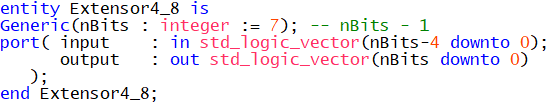 entity Extensor4_8 is
Generic(nBits : integer := 7); -- nBits - 1
port( input    : in std_logic_vector(nBits-4 downto 0);
      output   : out std_logic_vector(nBits downto 0)
   );
end Extensor4_8;